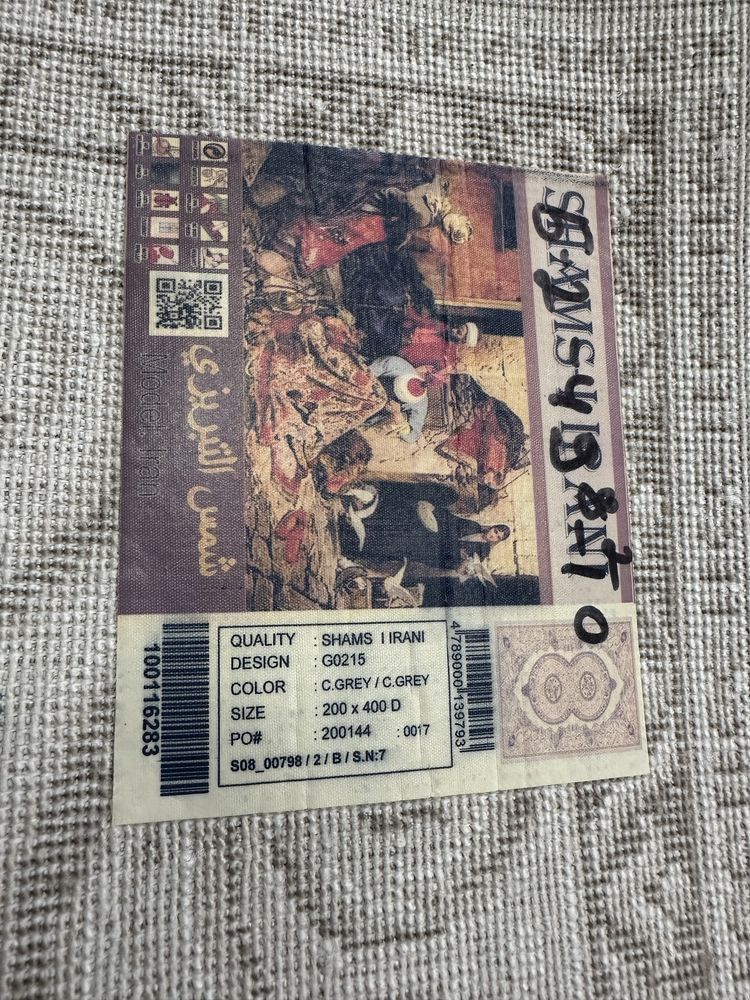 SHAMS I IRANI
شمس التبريزي
Model: Iran
QUALITY : SHAMS I IRANI
DESIGN : G0215
COLOR : C.GREY / C.GREY
SIZE : 200 x 400 D
PO# : 200144 : 0017
S08_00798 / 2 / B / S.N:7
100116283
4789000139793